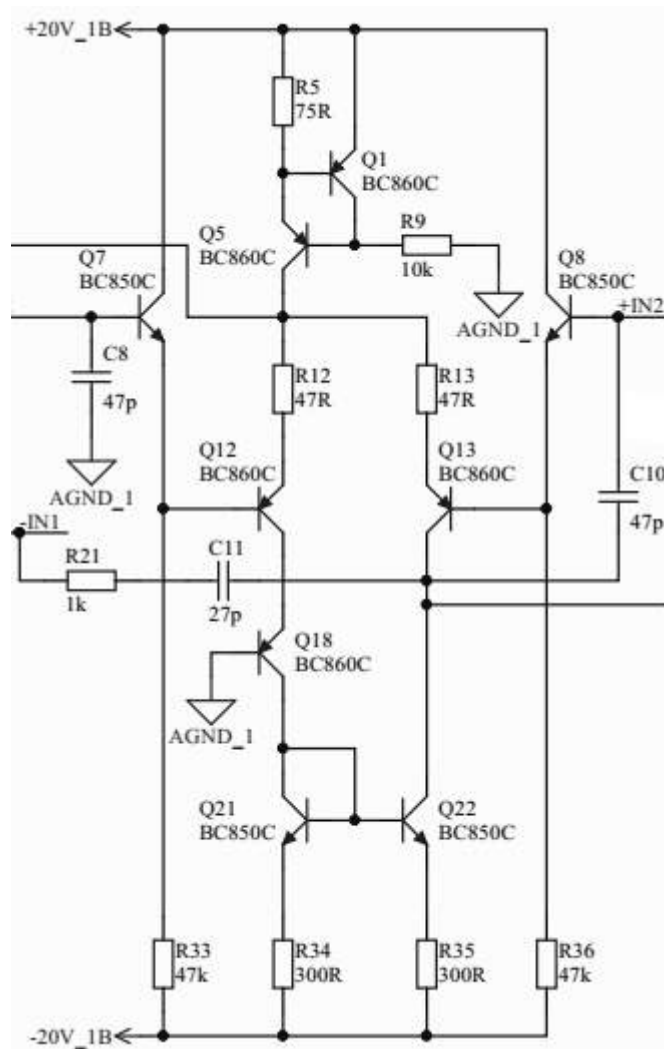 +20V_1B
R5
75R
Q1
BC860C
Q5
BC860C
R9
10k
Q7
BC850C
Q8
BC850C
+IN2
AGND_1
C8
47p
R12
47R
R13
47R
AGND_1
Q12
BC860C
Q13
BC860C
C10
47p
-IN1
R21
1k
C11
27p
Q18
BC860C
AGND_1
Q21
BC850C
Q22
BC850C
R33
47k
R34
300R
R35
300R
R36
47k
-20V_1B